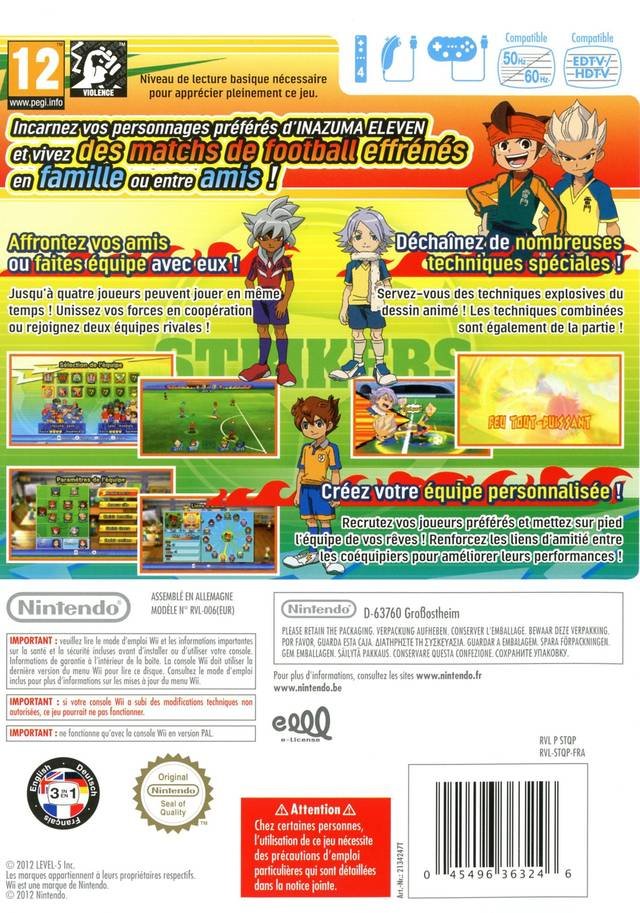 12
www.pegi.info
VIOLENCE
Niveau de lecture basique nécessaire
pour apprécier pleinement ce jeu.
4
Compatible
50Hz
60Hz
Compatible
EDTV/
HDTV
Incarnez vos personnages préférés d'INAZUMA ELEVEN
et vivez des matchs de football effrénés
en famille ou entre amis !
Affrontez vos amis
ou faites équipe avec eux !
Jusqu'à quatre joueurs peuvent jouer en même
temps ! Unissez vos forces en coopération
ou rejoignez deux équipes rivales !
Déchaînez de nombreuses
techniques spéciales !
Servez-vous des techniques explosives du
dessin animé ! Les techniques combinées
sont également de la partie !
STRIKERS
Sélection de l'équipe
FEU TOUT-PUISSANT
Paramètres de l'équipe
Créez votre équipe personnalisée !
Recrutez vos joueurs préférés et mettez sur pied
l'équipe de vos rêves ! Renforcez les liens d'amitié entre
les coéquipiers pour améliorer leurs performances !
Nintendo
ASSEMBLÉ EN ALLEMAGNE
MODÈLE N° RVL-006(EUR)
IMPORTANT : veuillez lire le mode d'emploi Wii et les informations importantes
sur la santé et la sécurité incluses avant d'installer ou d'utiliser votre console.
Informations de garantie à l'intérieur de la boîte. La console Wii doit utiliser la
dernière version du menu Wii pour lire ce disque. Consultez le mode d'emploi
inclus pour plus d'informations sur les mises à jour du menu Wii.
IMPORTANT : si votre console Wii a subi des modifications techniques non
autorisées, ce jeu pourrait ne pas fonctionner.
IMPORTANT : ne fonctionne qu'avec la console Wii en version PAL.
Nintendo
D-63760 Großostheim
PLEASE RETAIN THE PACKAGING. VERPACKUNG AUFHEBEN. CONSERVER L'EMBALLAGE. BEWAAR DEZE VERPAKKING.
POR FAVOR, GUARDA ESTA CAJA. ΔΙΑΤΗΡΗΣΤΕ ΤΗ ΣΥΣΚΕΥΑΣΙΑ. GUARDAR A EMBALAGEM. SPARA FÖRPACKNINGEN.
GEM EMBALLAGEN. SÄILYTÄ PAKKAUS. CONSERVARE QUESTA CONFEZIONE. СОХРАНИТЕ УПАКОВКУ.
Pour plus d'informations, consultez les sites www.nintendo.fr
www.nintendo.be
e-License
RVL P STQP
RVL-STQP-FRA
English
Deutsch
Français
3 IN 1
Original
Nintendo
Seal of
Quality
TM
Attention
Chez certaines personnes,
l'utilisation de ce jeu nécessite
des précautions d'emploi
particulières qui sont détaillées
dans la notice jointe.
Art.-Nr.: 2134247T
0 45496 36324 6
© 2012 LEVEL-5 Inc.
Les marques appartiennent à leurs propriétaires respectifs.
Wii est une marque de Nintendo.
© 2012 Nintendo.